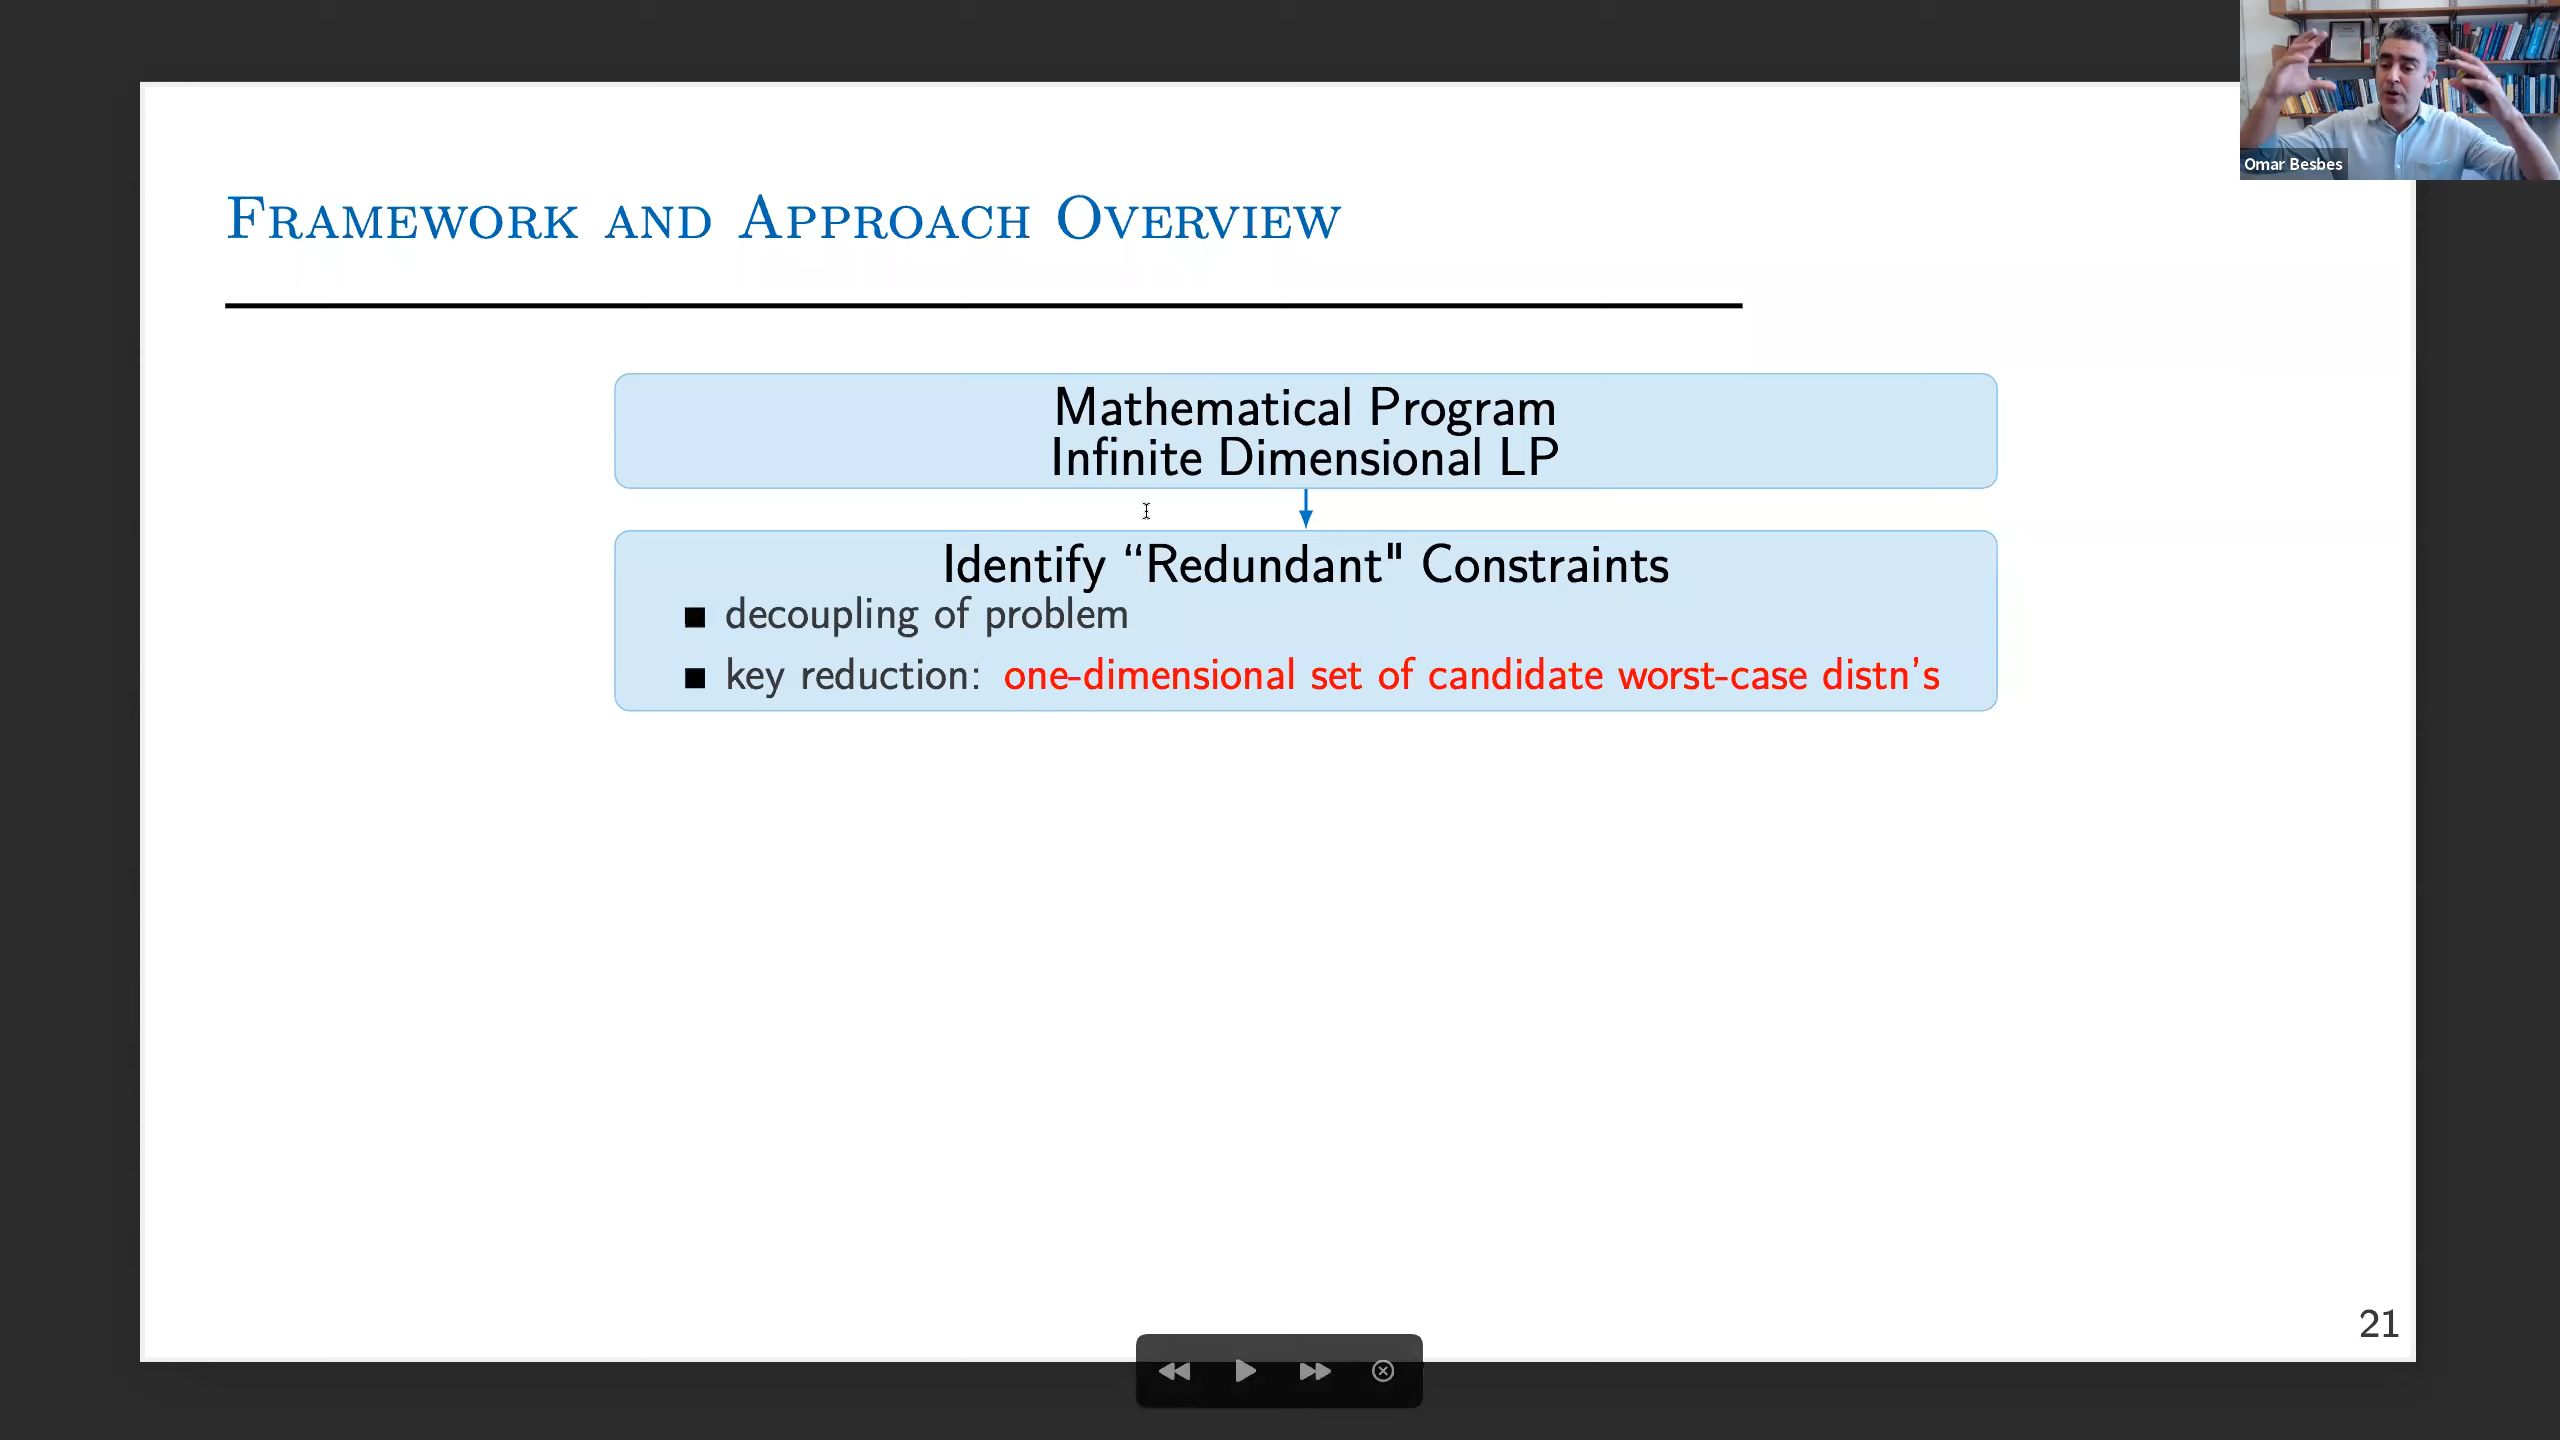 Omar Besbes
Framework and Approach Overview
Mathematical Program
Infinite Dimensional LP
Identify “Redundant" Constraints
decoupling of problem
key reduction: one-dimensional set of candidate worst-case distn's
21